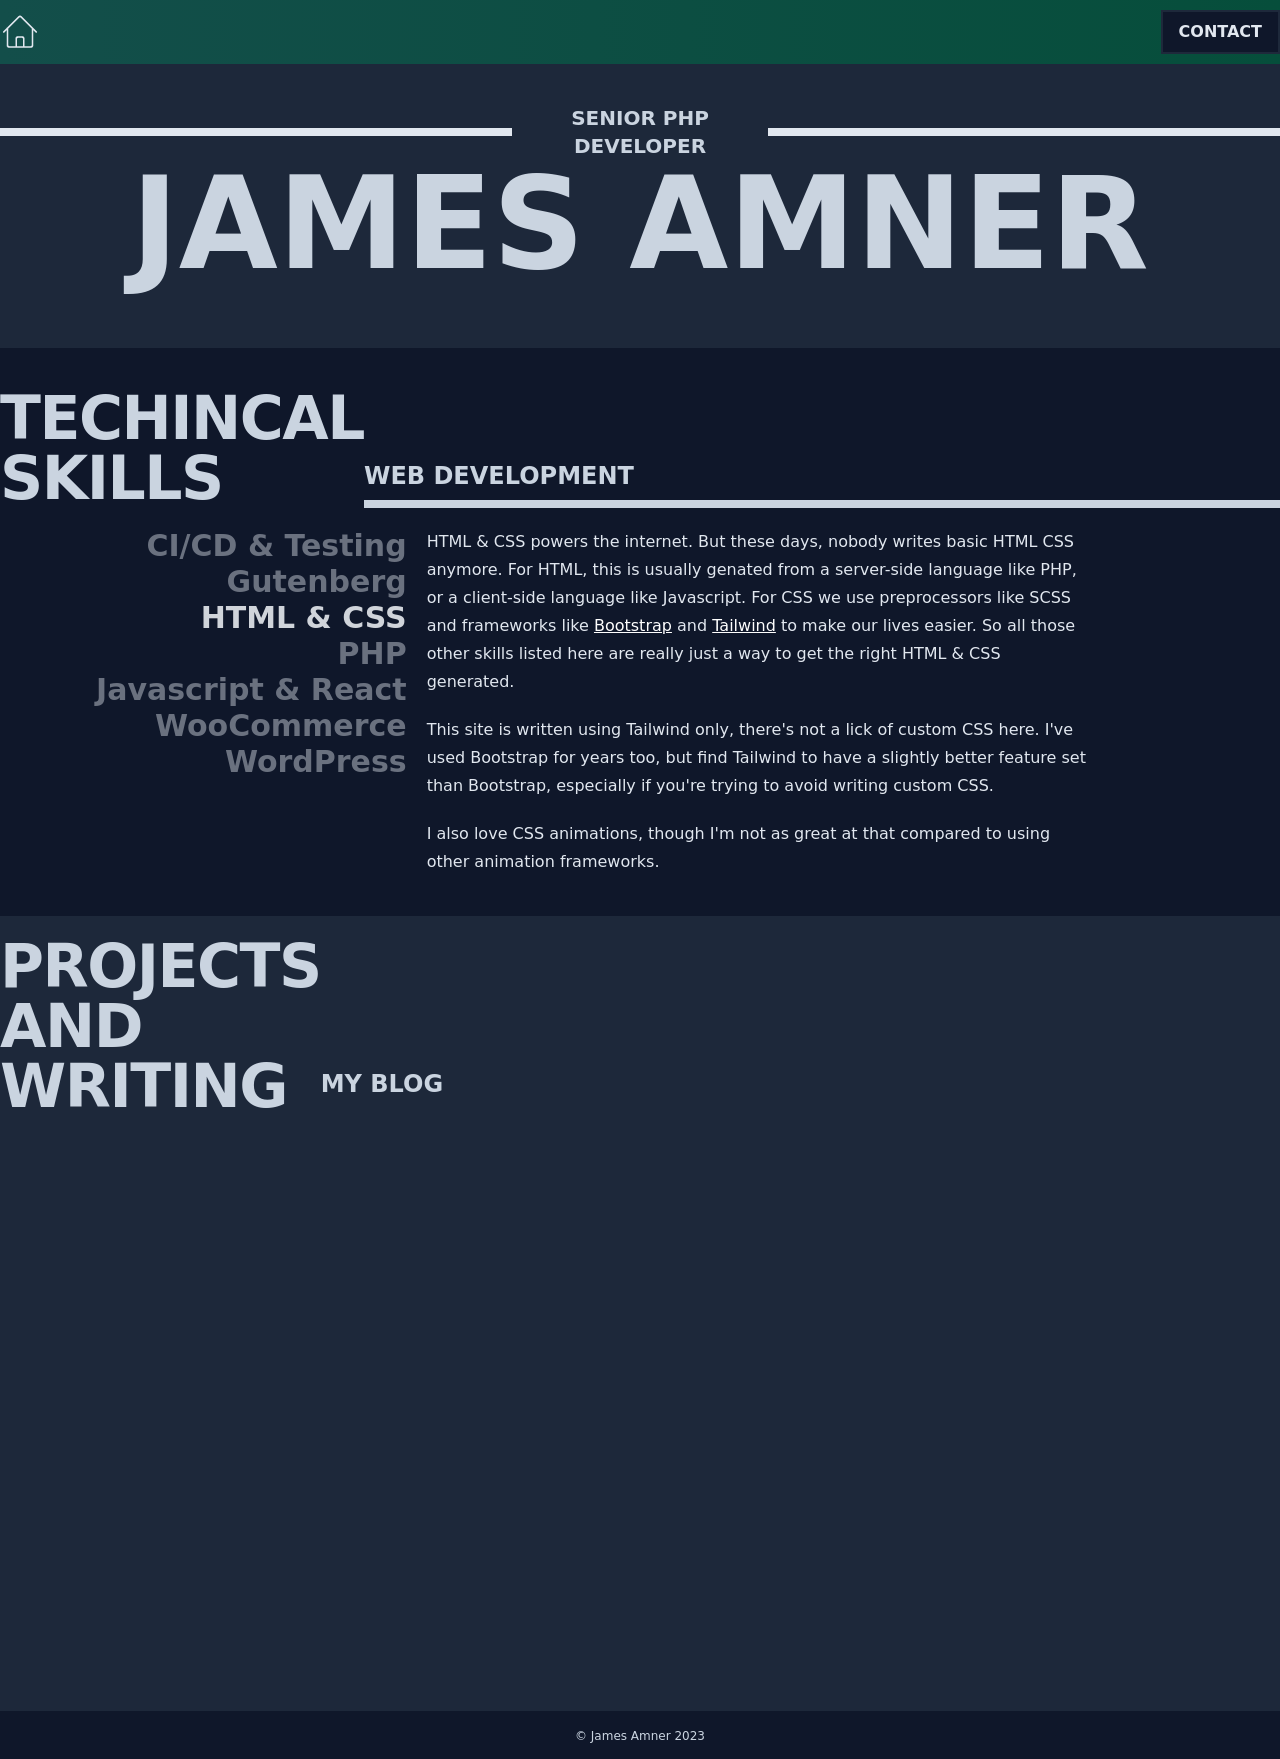 CONTACT
SENIOR PHP
DEVELOPER
JAMES AMNER
TECHINCAL
SKILLS
WEB DEVELOPMENT
CI/CD & Testing
Gutenberg
HTML & CSS
PHP
Javascript & React
WooCommerce
WordPress
HTML & CSS powers the internet. But these days, nobody writes basic HTML CSS
anymore. For HTML, this is usually genated from a server-side language like PHP,
or a client-side language like Javascript. For CSS we use preprocessors like SCSS
and frameworks like Bootstrap and Tailwind to make our lives easier. So all those
other skills listed here are really just a way to get the right HTML & CSS
generated.
This site is written using Tailwind only, there's not a lick of custom CSS here. I've
used Bootstrap for years too, but find Tailwind to have a slightly better feature set
than Bootstrap, especially if you're trying to avoid writing custom CSS.
I also love CSS animations, though I'm not as great at that compared to using
other animation frameworks.
PROJECTS
AND
WRITING
MY BLOG
© James Amner 2023